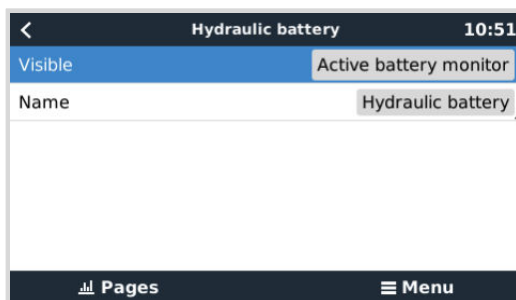 Hydraulic battery 10:51
Visible Active battery monitor
Name Hydraulic battery
Pages Menu